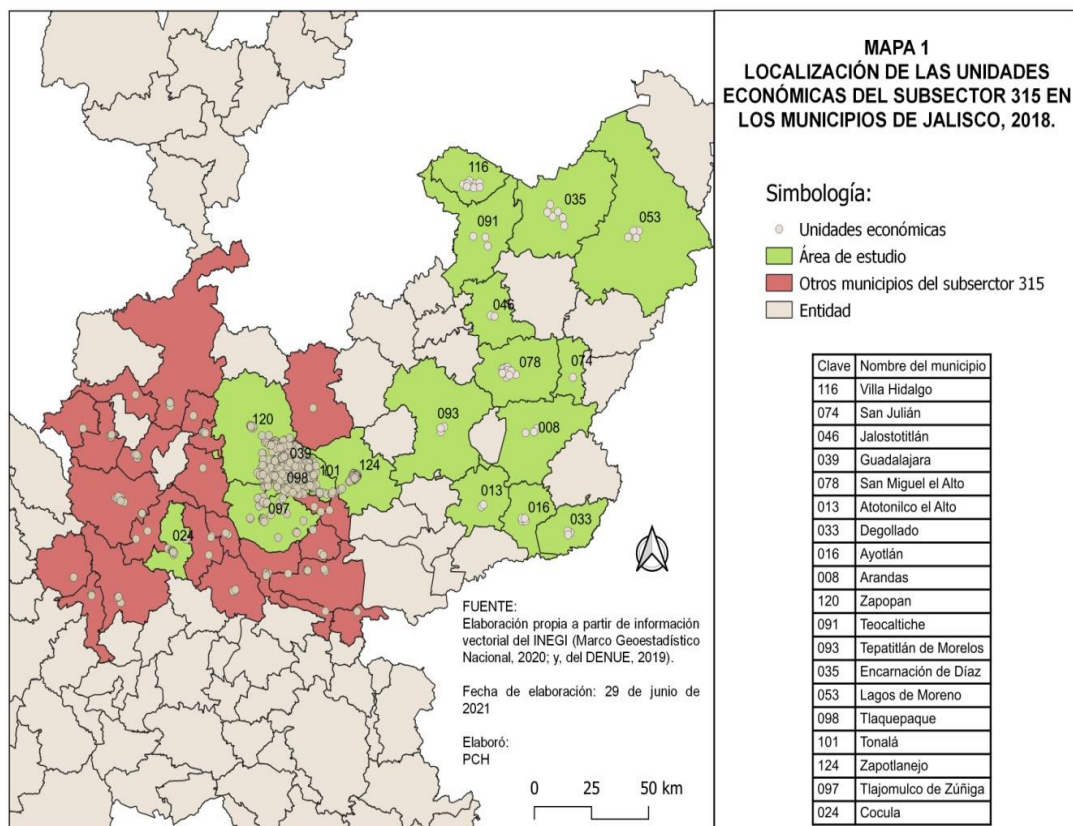 MAPA 1
LOCALIZACIÓN DE LAS UNIDADES
ECONÓMICAS DEL SUBSECTOR 315 EN
LOS MUNICIPIOS DE JALISCO, 2018.
Simbología:
Unidades económicas
Área de estudio
Otros municipios del subserctor 315
Entidad
Clave Nombre del municipio
116 Villa Hidalgo
074 San Julián
046 Jalostotitlán
039 Guadalajara
078 San Miguel el Alto
013 Atotonilco el Alto
033 Degollado
016 Ayotlán
008 Arandas
120 Zapopan
091 Teocaltiche
093 Tepatitlán de Morelos
035 Encarnación de Díaz
053 Lagos de Moreno
098 Tlaquepaque
101 Tonalá
124 Zapotlanejo
097 Tlajomulco de Zúñiga
024 Cocula
116
035
053
091
046
078
074
093
008
120
039
101
124
098
013
016
033
097
024
FUENTE:
Elaboración propia a partir de información
vectorial del INEGI (Marco Geoestadístico
Nacional, 2020; y, del DENUE, 2019).
Fecha de elaboración: 29 de junio de
2021
Elaboró:
PCH
0 25 50 km